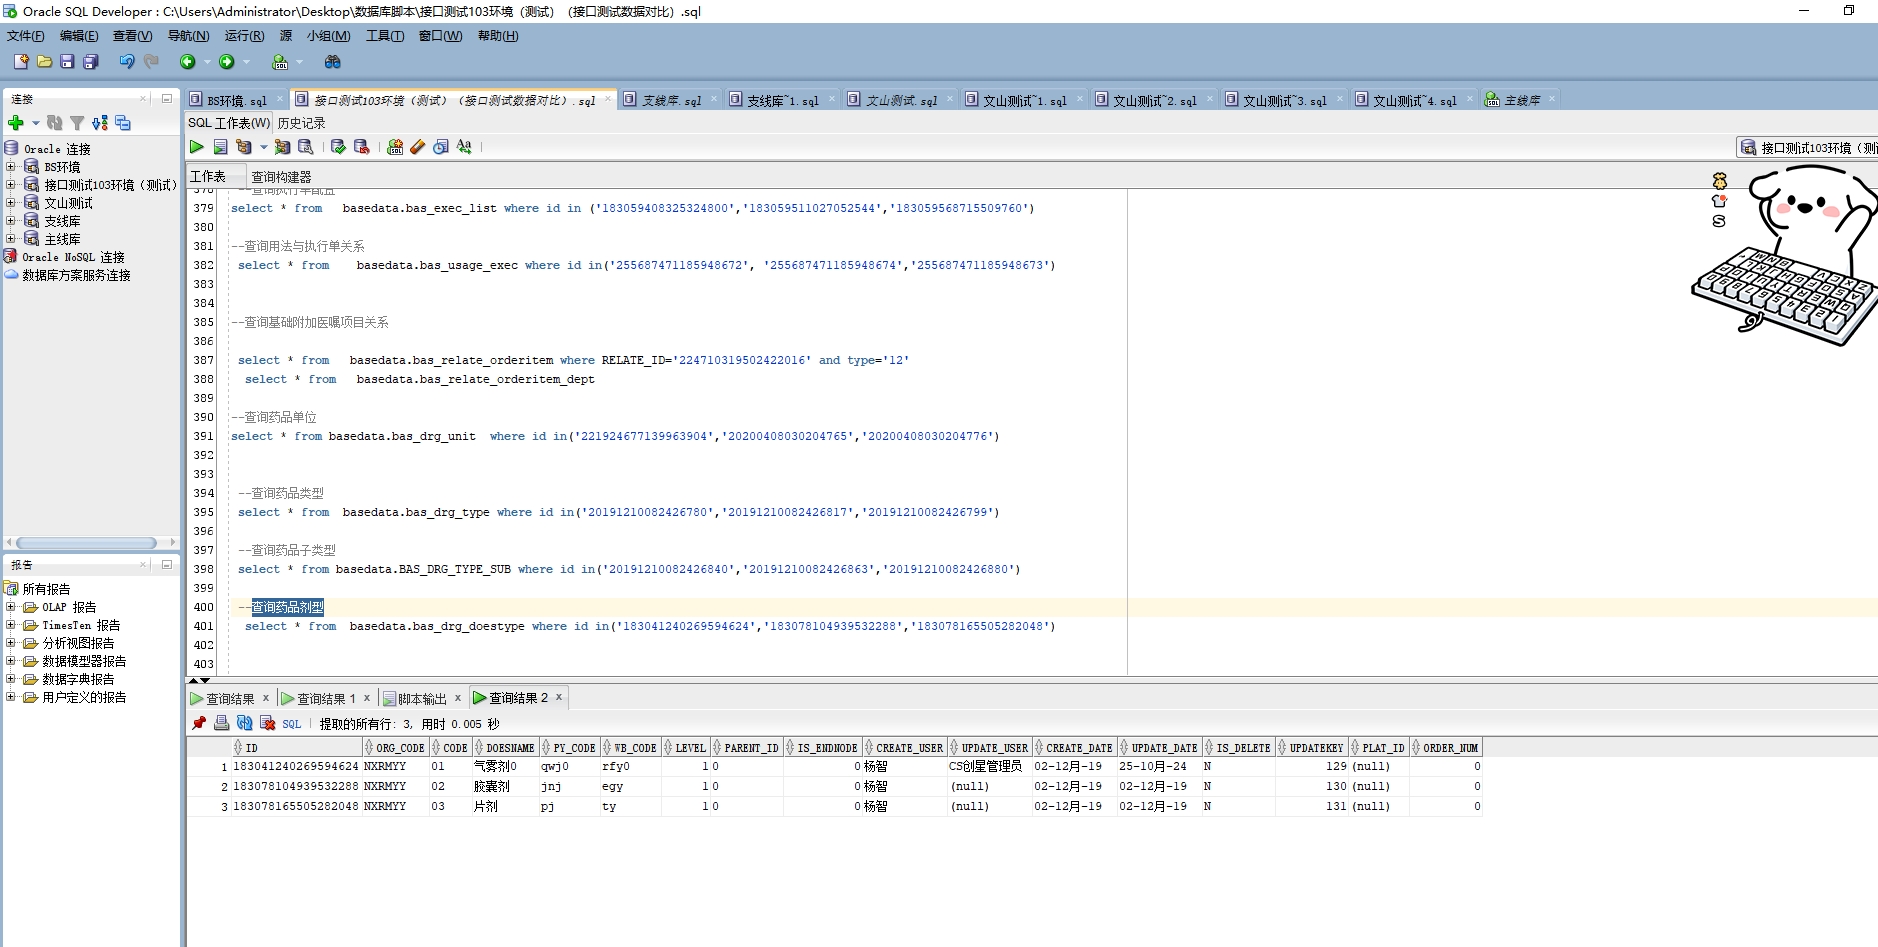 Oracle SQL Developer : C:\Users\Administrator\Desktop\数据库脚本\接口测试103环境（测试）（接口测试数据对比）.sql
文件(F) 编辑(E) 查看(V) 导航(N) 运行(R) 源 小组(M) 工具(T) 窗口(W) 帮助(H)
连接
Oracle 连接
BS环境
接口测试103环境（测试）
文山测试
支线库
主线库
Oracle NoSQL 连接
数据库方案服务连接
报告
所有报告
OLAP 报告
TimesTen 报告
分析视图报告
数据模型器报告
数据字典报告
用户定义的报告
BS环境.sql 接口测试103环境（测试）（接口测试数据对比）.sql 支线库.sql 支线库~1.sql 文山测试.sql 文山测试~1.sql 文山测试~2.sql 文山测试~3.sql 文山测试~4.sql 主线库
SQL 工作表(W) 历史记录
接口测试103环境（测
工作表 查询构建器
378 --查询执行单配置
379 select * from basedata.bas_exec_list where id in ('183059408325324800','183059511027052544','183059568715509760')
380
381 --查询用法与执行单关系
382 select * from basedata.bas_usage_exec where id in('255687471185948672', '255687471185948674','255687471185948673')
383
384
385 --查询基础附加医嘱项目关系
386
387 select * from basedata.bas_relate_orderitem where RELATE_ID='224710319502422016' and type='12'
388 select * from basedata.bas_relate_orderitem_dept
389
390 --查询药品单位
391 select * from basedata.bas_drg_unit where id in('221924677139963904','20200408030204765','20200408030204776')
392
393
394 --查询药品类型
395 select * from basedata.bas_drg_type where id in('20191210082426780','20191210082426817','20191210082426799')
396
397 --查询药品子类型
398 select * from basedata.BAS_DRG_TYPE_SUB where id in('20191210082426840','20191210082426863','20191210082426880')
399
400 --查询药品剂型
401 select * from basedata.bas_drg_doestype where id in('183041240269594624','183078104939532288','183078165505282048')
402
403
查询结果 查询结果 1 脚本输出 查询结果 2
SQL 提取的所有行: 3, 用时 0.005 秒
ID ORG_CODE CODE DOESNAME PY_CODE WB_CODE LEVEL PARENT_ID IS_ENDNODE CREATE_USER UPDATE_USER CREATE_DATE UPDATE_DATE IS_DELETE UPDATEKEY PLAT_ID ORDER_NUM
1 183041240269594624 NXRMYY 01 气雾剂0 qwj0 rfy0 1 0 0 杨智 CS创星管理员 02-12月-19 25-10月-24 N 129 (null) 0
2 183078104939532288 NXRMYY 02 胶囊剂 jnj egy 1 0 0 杨智 (null) 02-12月-19 02-12月-19 N 130 (null) 0
3 183078165505282048 NXRMYY 03 片剂 pj ty 1 0 0 杨智 (null) 02-12月-19 02-12月-19 N 131 (null) 0